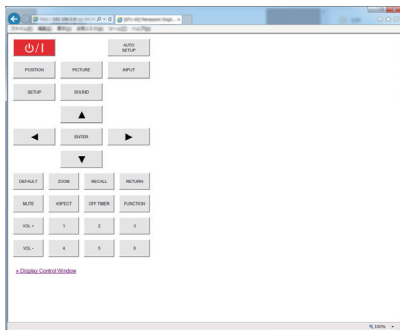 AUTO
SETUP
POSITION PICTURE INPUT
SETUP SOUND
ENTER
DEFAULT ZOOM RECALL RETURN
MUTE ASPECT OFF TIMER FUNCTION
VOL + 1 2 3
VOL - 4 5 6
» Display Control Window
100%